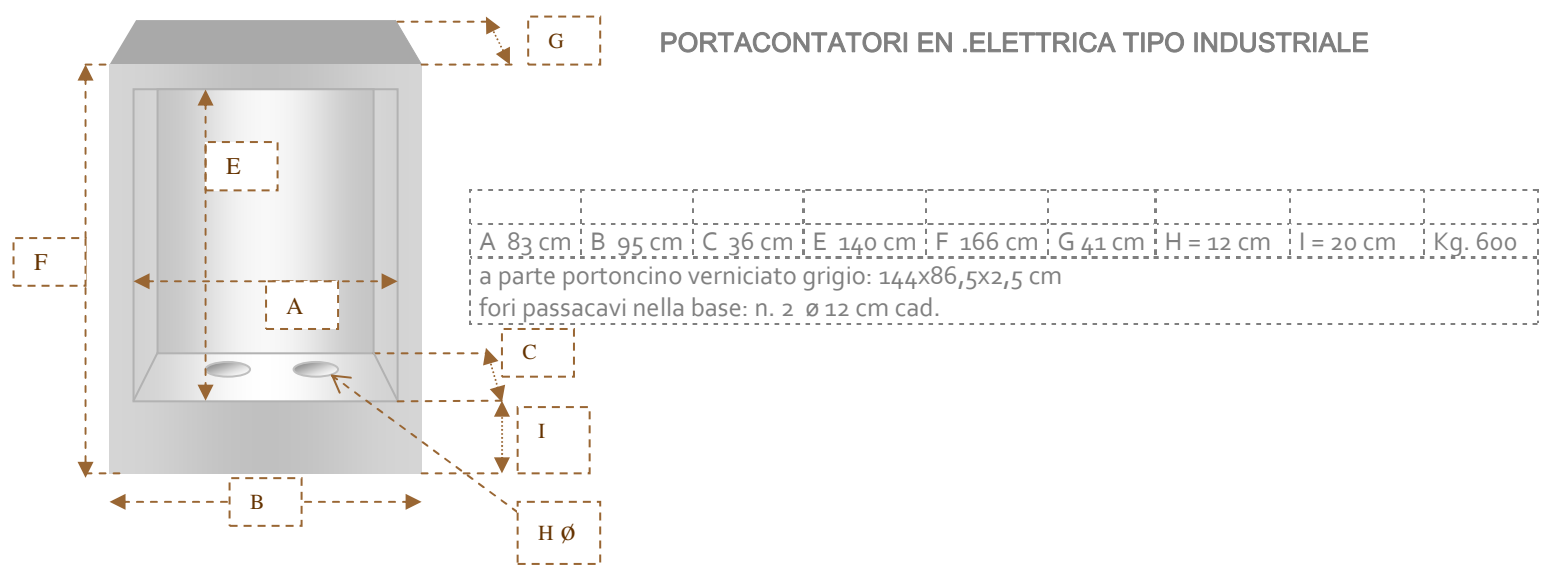 G
PORTACONTATORI EN .ELETTRICA TIPO INDUSTRIALE
E
F
A
A 83 cm B 95 cm C 36 cm E 140 cm F 166 cm G 41 cm H = 12 cm I = 20 cm Kg. 600
a parte portoncino verniciato grigio: 144x86,5x2,5 cm
fori passacavi nella base: n. 2 ø 12 cm cad.
C
I
B
H Ø